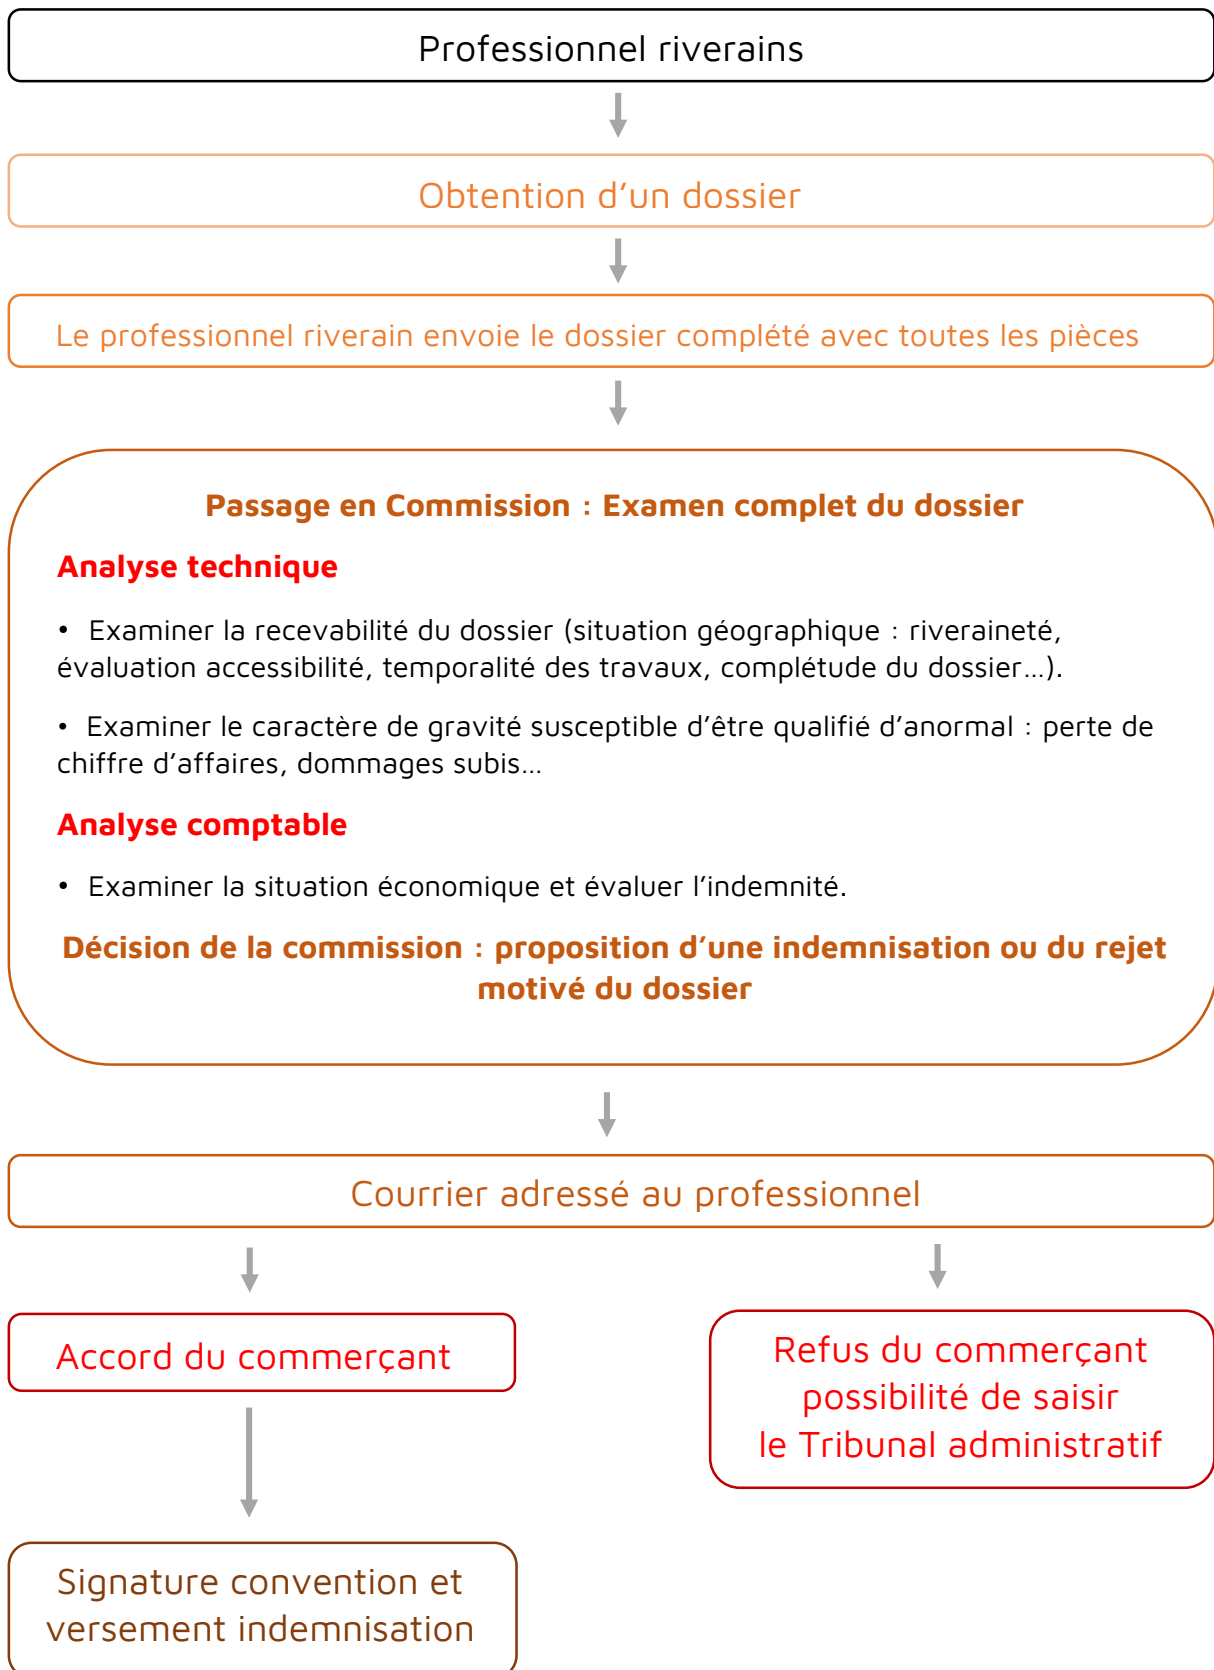 Professionnel riverains
Obtention d’un dossier
Le professionnel riverain envoie le dossier complété avec toutes les pièces
Passage en Commission : Examen complet du dossier
Analyse technique
• Examiner la recevabilité du dossier (situation géographique : riveraineté,
évaluation accessibilité, temporalité des travaux, complétude du dossier…).
• Examiner le caractère de gravité susceptible d’être qualifié d’anormal : perte de
chiffre d’affaires, dommages subis…
Analyse comptable
• Examiner la situation économique et évaluer l’indemnité.
Décision de la commission : proposition d’une indemnisation ou du rejet
motivé du dossier
Courrier adressé au professionnel
Accord du commerçant
Refus du commerçant
possibilité de saisir
le Tribunal administratif
Signature convention et
versement indemnisation